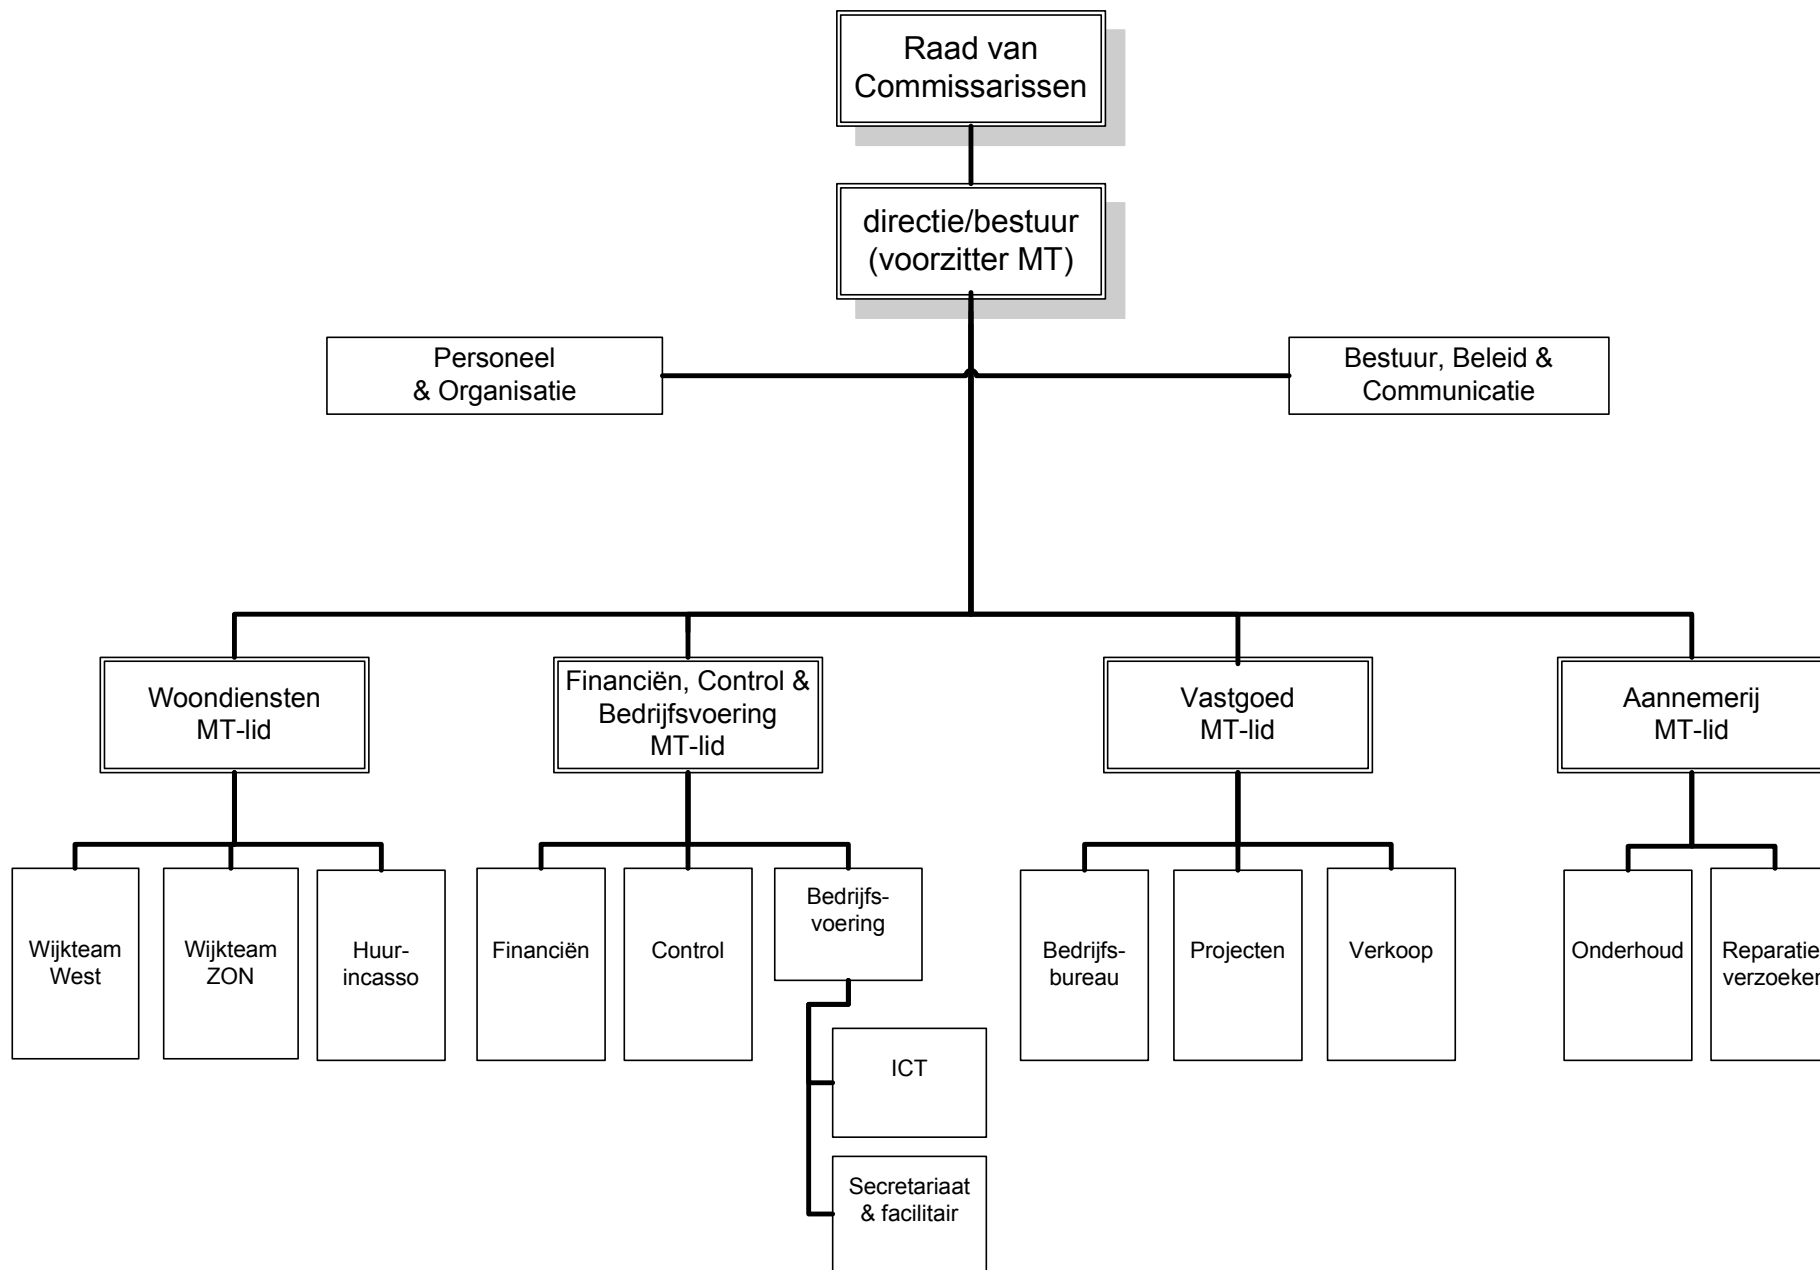 Raad van
Commissarissen
directie/bestuur
(voorzitter MT)
Personeel
& Organisatie
Bestuur, Beleid &
Communicatie
Woondiensten
MT-lid
Financiën, Control &
Bedrijfsvoering
MT-lid
Vastgoed
MT-lid
Aannemerij
MT-lid
Wijkteam
West
Wijkteam
ZON
Huur-
incasso
Financiën
Control
Bedrijfs-
voering
Bedrijfs-
bureau
Projecten
Verkoop
Onderhoud
Reparatie
verzoeken
ICT
Secretariaat
& facilitair